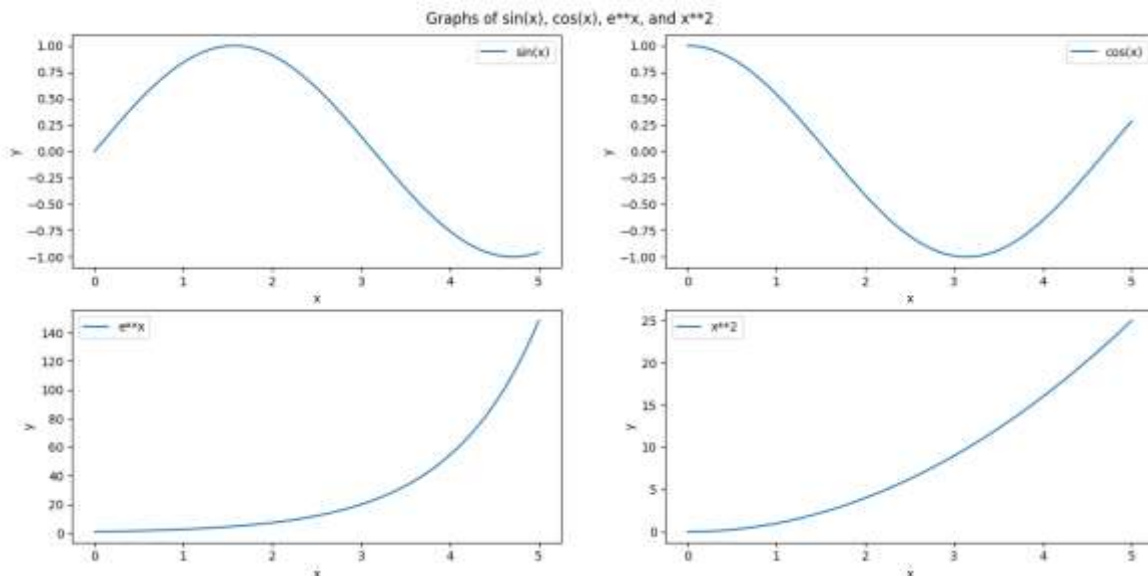 Graphs of sin(x), cos(x), e**x, and x**2
sin(x)
1.00
0.75
0.50
0.25
0.00
−0.25
−0.50
−0.75
−1.00
y
0 1 2 3 4 5
x
cos(x)
1.00
0.75
0.50
0.25
0.00
−0.25
−0.50
−0.75
−1.00
y
0 1 2 3 4 5
x
e**x
140
120
100
80
60
40
20
0
y
0 1 2 3 4 5
x
x**2
25
20
15
10
5
0
y
0 1 2 3 4 5
x